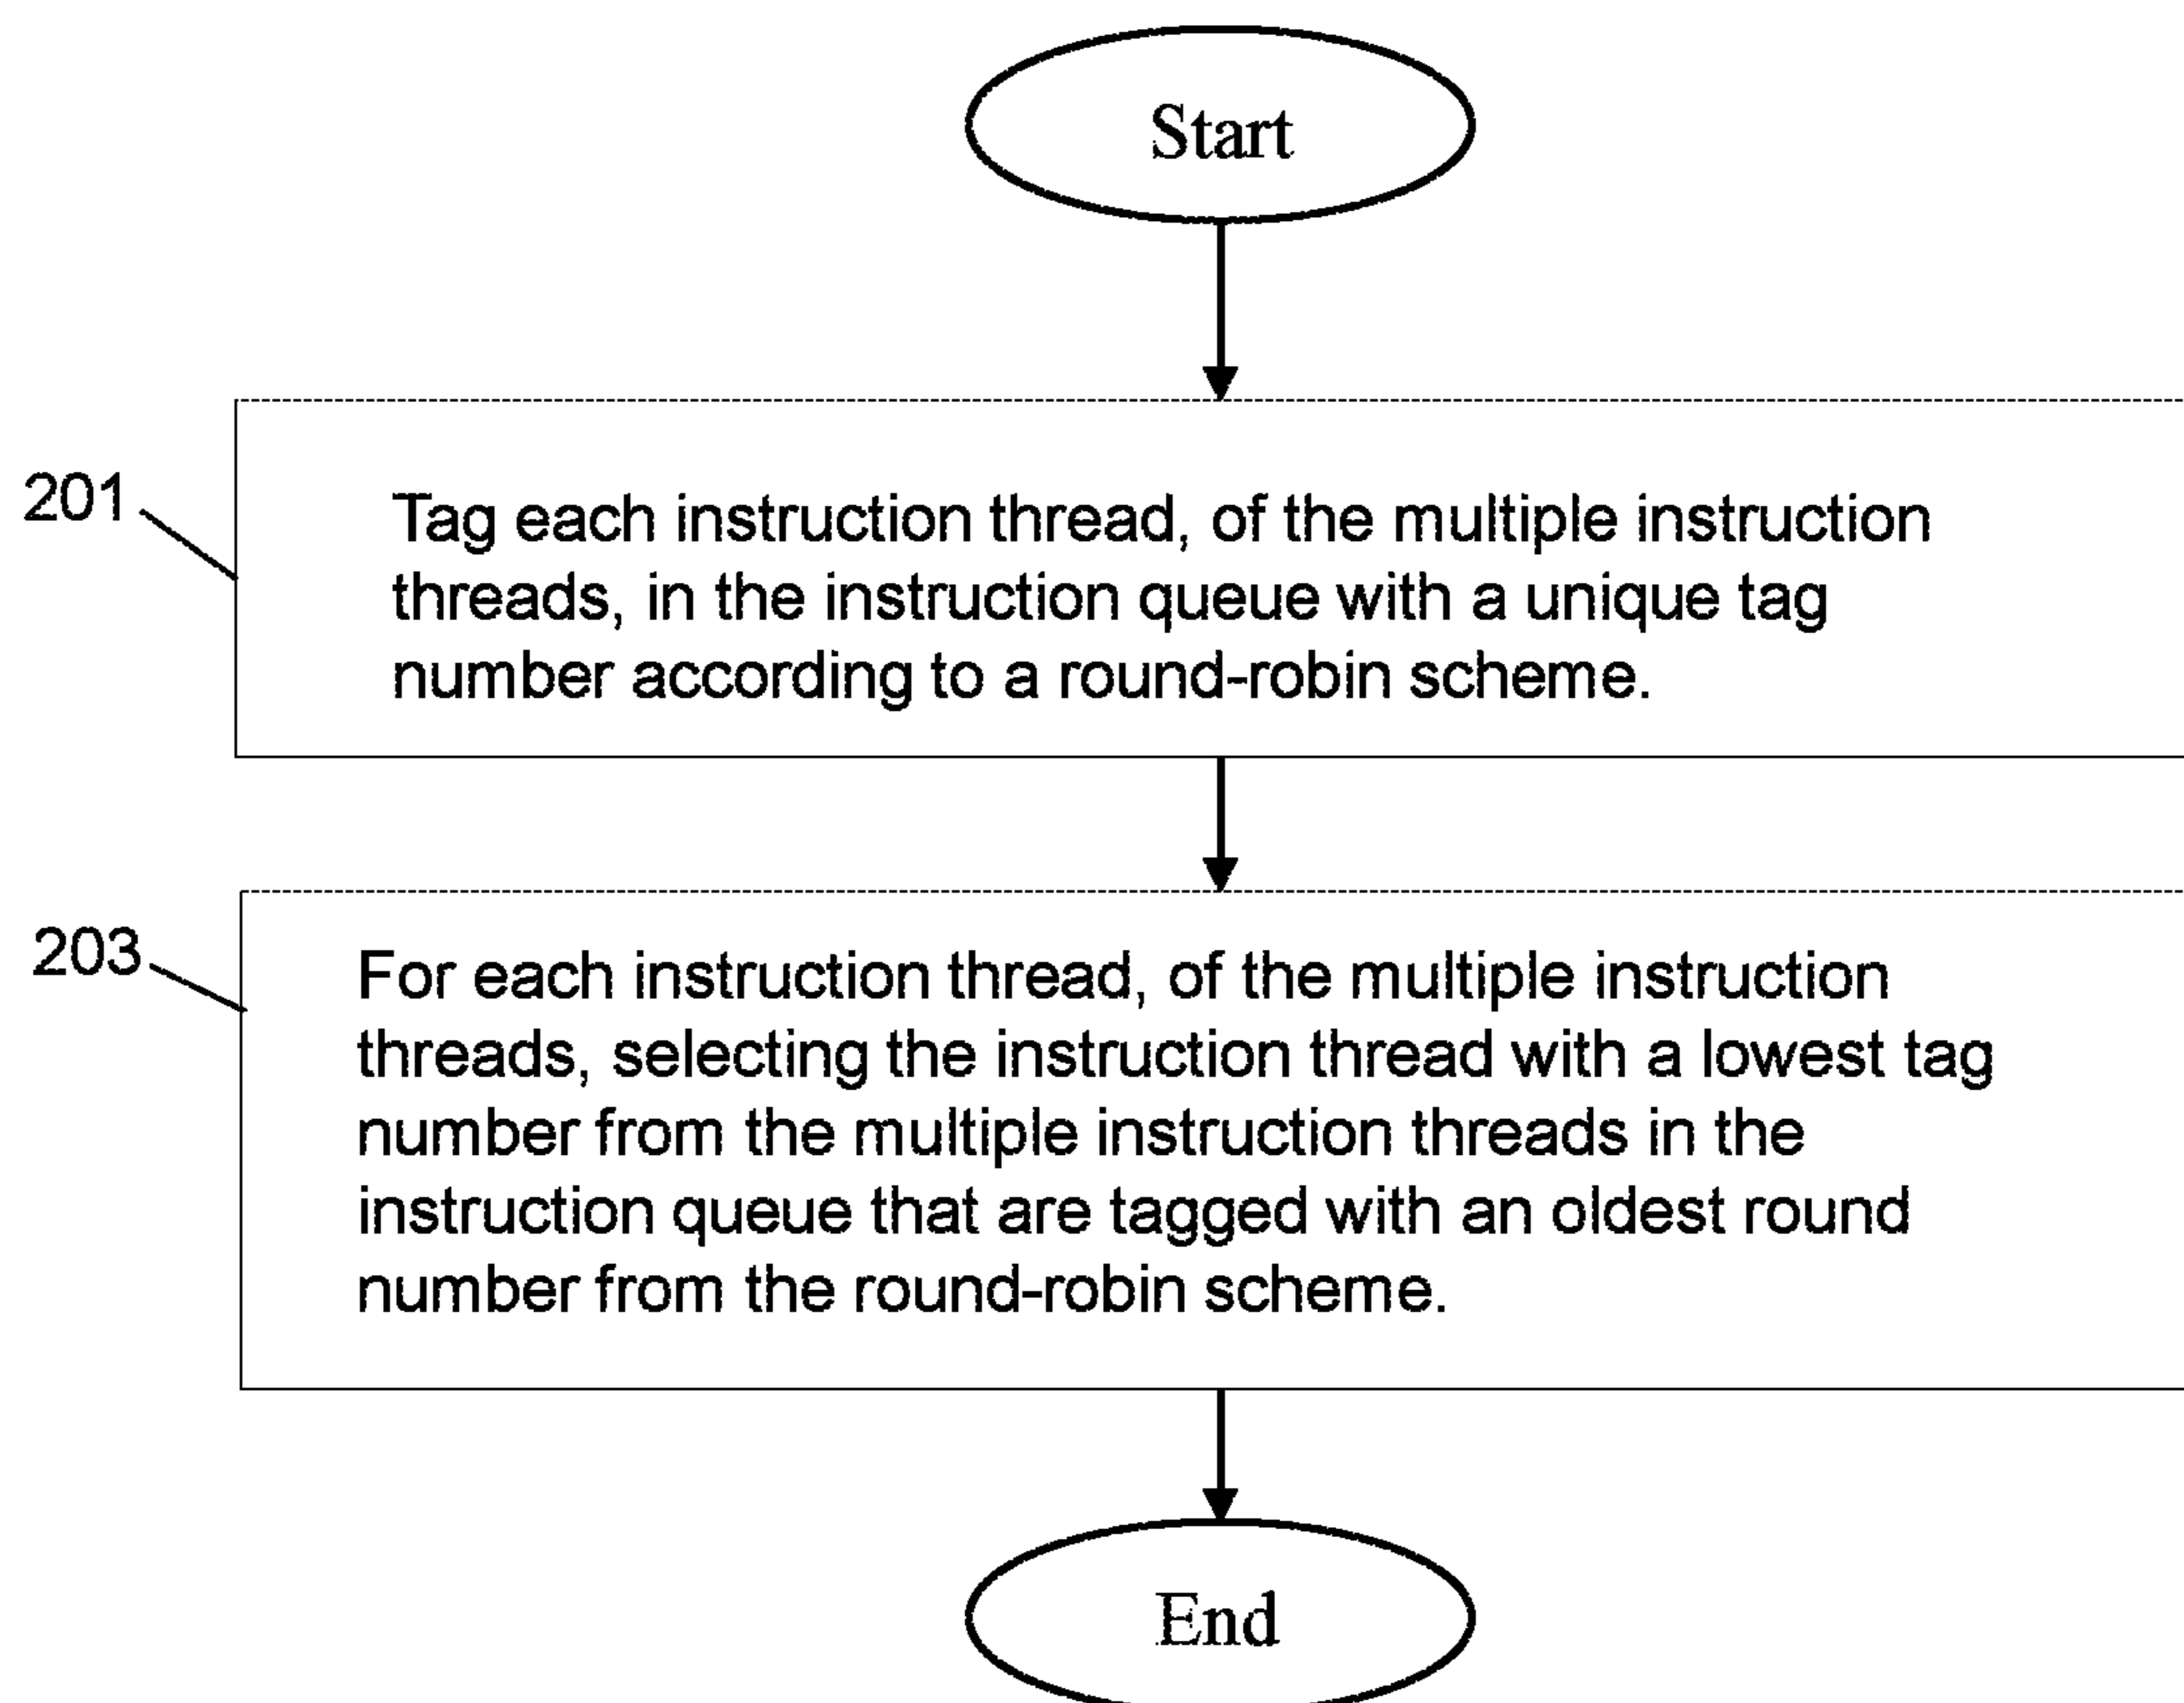 Start
201
Tag each instruction thread, of the multiple instruction
threads, in the instruction queue with a unique tag
number according to a round-robin scheme.
203
For each instruction thread, of the multiple instruction
threads, selecting the instruction thread with a lowest tag
number from the multiple instruction threads in the
instruction queue that are tagged with an oldest round
number from the round-robin scheme.
End